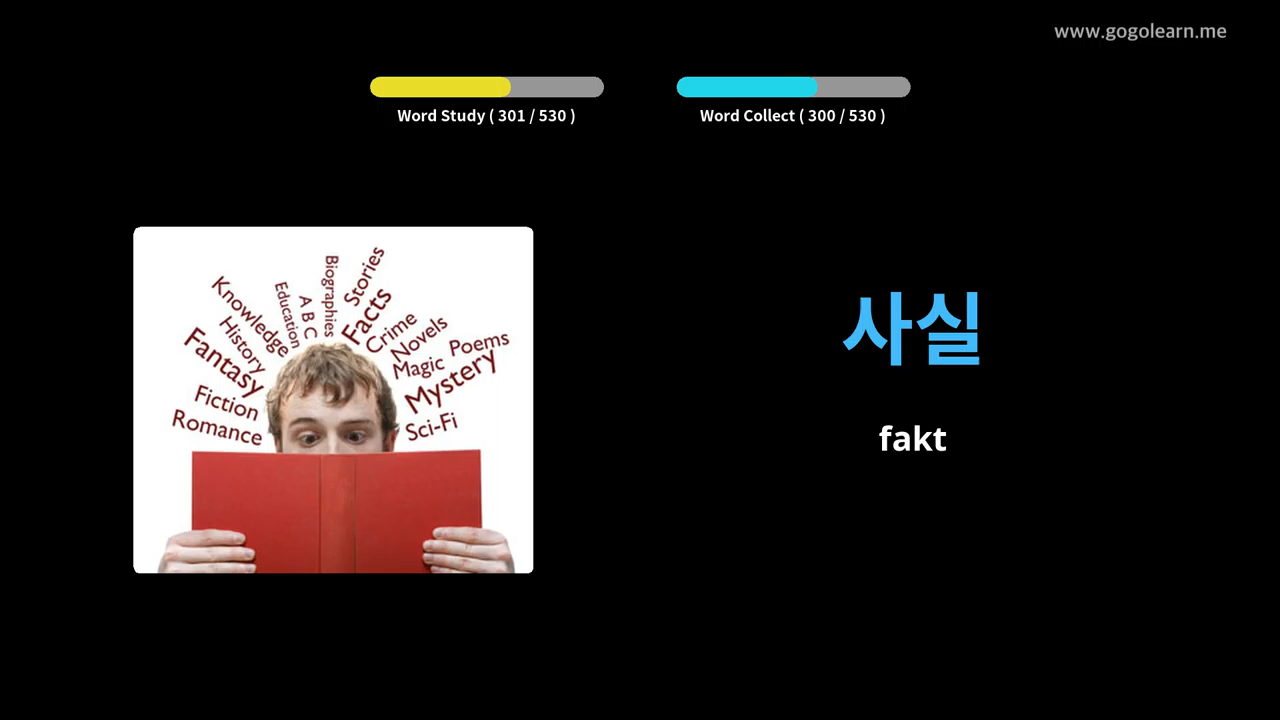 www.gogolearn.me
Word Study ( 301 / 530 )
Word Collect ( 300 / 530 )
Stories
Biographies
Facts
A B C
Education
Knowledge
Crime
Novels
History
Poems
Magic
Fantasy
Mystery
Fiction
Sci-Fi
Romance
사실
fakt